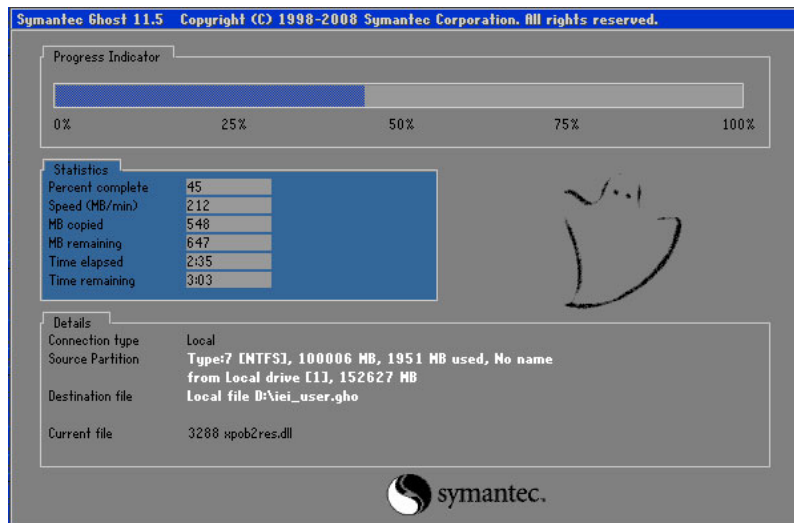 Symantec Ghost 11.5 Copyright (C) 1998-2008 Symantec Corporation. All rights reserved.
Progress Indicator
0% 25% 50% 75% 100%
Statistics
Percent complete 45
Speed (MB/min) 212
MB copied 548
MB remaining 647
Time elapsed 2:35
Time remaining 3:03
Details
Connection type Local
Source Partition Type:7 [NTFS], 100006 MB, 1951 MB used, No name
from Local drive [1], 152627 MB
Destination file Local file D:\iei_user.gho
Current file 3288 xpob2res.dll
symantec.